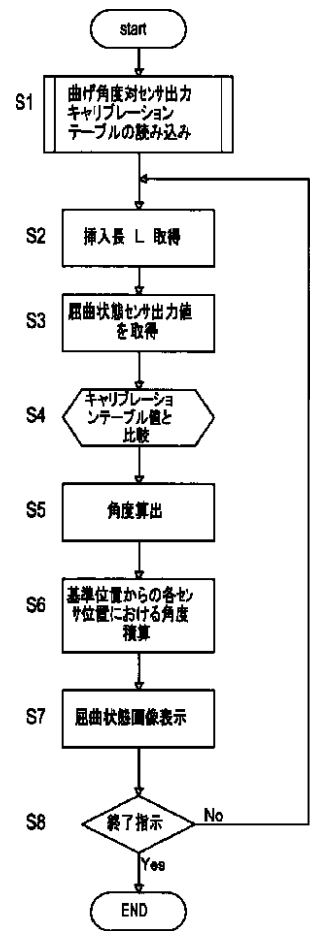 start
S1
曲げ角度対センサ出力
キャリブレーション
テーブルの読み込み
S2
挿入長 L 取得
S3
屈曲状態センサ出力値
を取得
S4
キャリブレーショ
ンテーブル値と
比較
S5
角度算出
S6
基準位置からの各セン
サ位置における角度
積算
S7
屈曲状態画像表示
S8
終了指示
No
Yes
END